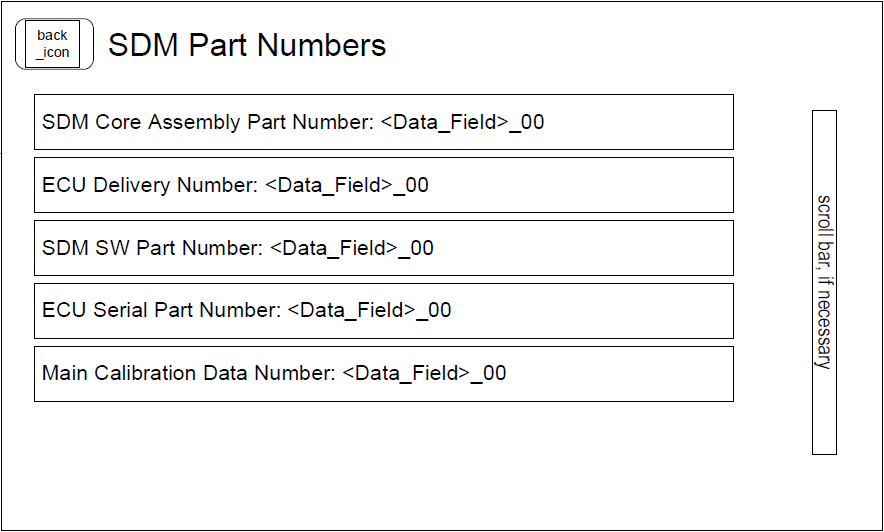 back
_icon
SDM Part Numbers
SDM Core Assembly Part Number: <Data_Field>_00
ECU Delivery Number: <Data_Field>_00
SDM SW Part Number: <Data_Field>_00
ECU Serial Part Number: <Data_Field>_00
Main Calibration Data Number: <Data_Field>_00
scroll bar, if necessary